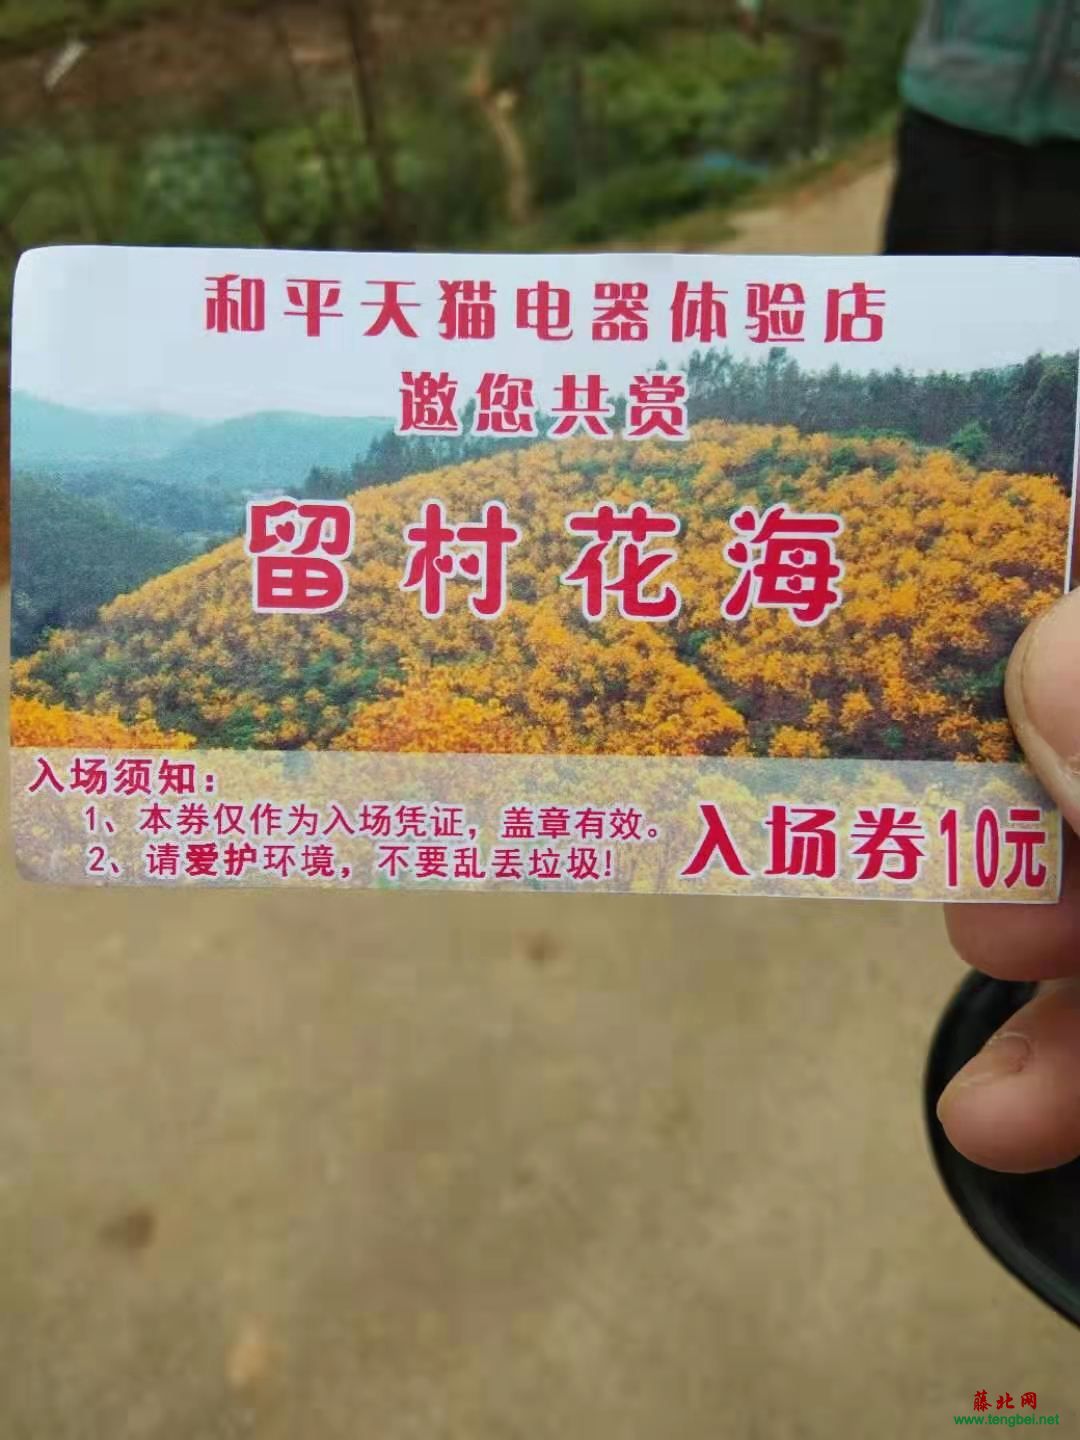 和平天猫电器体验店
邀您共赏
留村花海
入场须知：
1、本券仅作为入场凭证，盖章有效。
2、请爱护环境，不要乱丢垃圾!
入场券10元
藤北网
www.tengbei.net